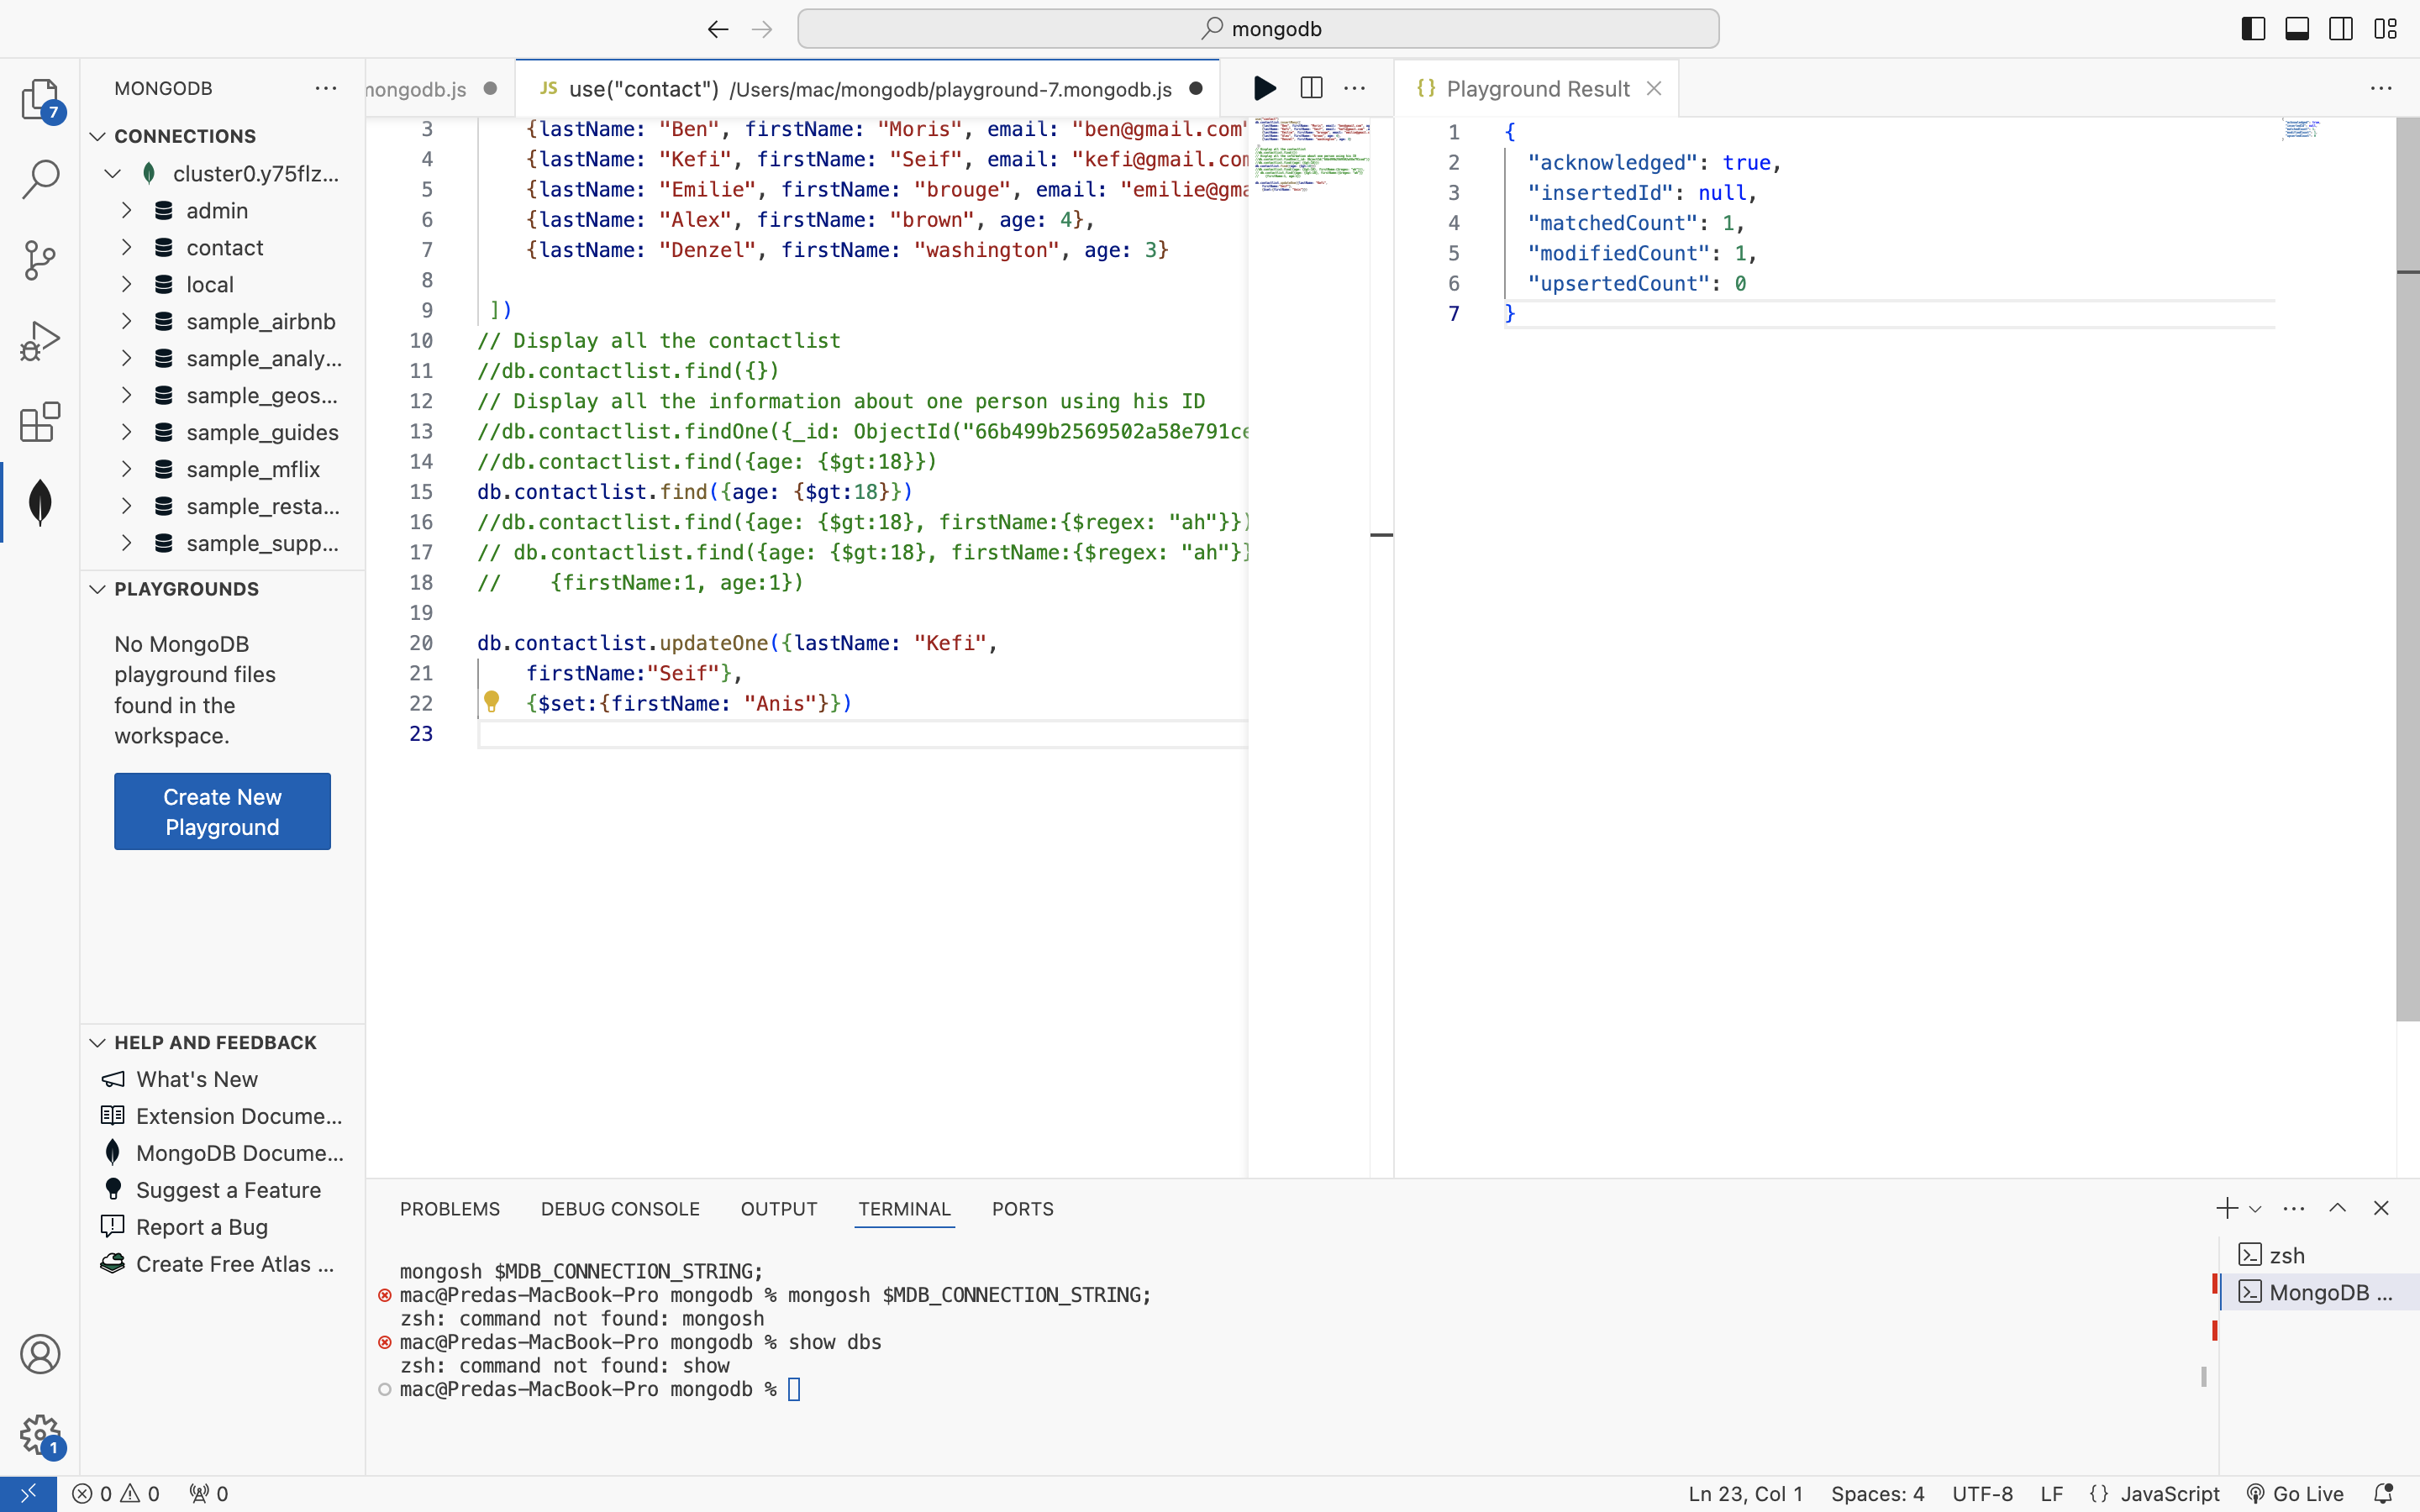 mongodb
7
MONGODB
CONNECTIONS
cluster0.y75flz...
admin
contact
local
sample_airbnb
sample_analy...
sample_geos...
sample_guides
sample_mflix
sample_resta...
sample_supp...
PLAYGROUNDS
No MongoDB
playground files
found in the
workspace.
Create New
Playground
HELP AND FEEDBACK
What's New
Extension Docume...
MongoDB Docume...
Suggest a Feature
Report a Bug
Create Free Atlas ...
1
mongodb.js
JS use("contact") /Users/mac/mongodb/playground-7.mongodb.js
3 {lastName: "Ben", firstName: "Moris", email: "ben@gmail.com"
4 {lastName: "Kefi", firstName: "Seif", email: "kefi@gmail.com
5 {lastName: "Emilie", firstName: "brouge", email: "emilie@gma
6 {lastName: "Alex", firstName: "brown", age: 4},
7 {lastName: "Denzel", firstName: "washington", age: 3}
8
9 ])
10 // Display all the contactlist
11 //db.contactlist.find({})
12 // Display all the information about one person using his ID
13 //db.contactlist.findOne({_id: ObjectId("66b499b2569502a58e791ce
14 //db.contactlist.find({age: {$gt:18}})
15 db.contactlist.find({age: {$gt:18}})
16 //db.contactlist.find({age: {$gt:18}, firstName:{$regex: "ah"}})
17 // db.contactlist.find({age: {$gt:18}, firstName:{$regex: "ah"}}
18 //    {firstName:1, age:1})
19
20 db.contactlist.updateOne({lastName: "Kefi",
21 firstName:"Seif"},
22 {$set:{firstName: "Anis"}})
23
{} Playground Result
1 {
2 "acknowledged": true,
3 "insertedId": null,
4 "matchedCount": 1,
5 "modifiedCount": 1,
6 "upsertedCount": 0
7 }
PROBLEMS DEBUG CONSOLE OUTPUT TERMINAL PORTS
mongosh $MDB_CONNECTION_STRING;
mac@Predas-MacBook-Pro mongodb % mongosh $MDB_CONNECTION_STRING;
zsh: command not found: mongosh
mac@Predas-MacBook-Pro mongodb % show dbs
zsh: command not found: show
mac@Predas-MacBook-Pro mongodb %
zsh
MongoDB ...
0 0 0
Ln 23, Col 1 Spaces: 4 UTF-8 LF {} JavaScript Go Live